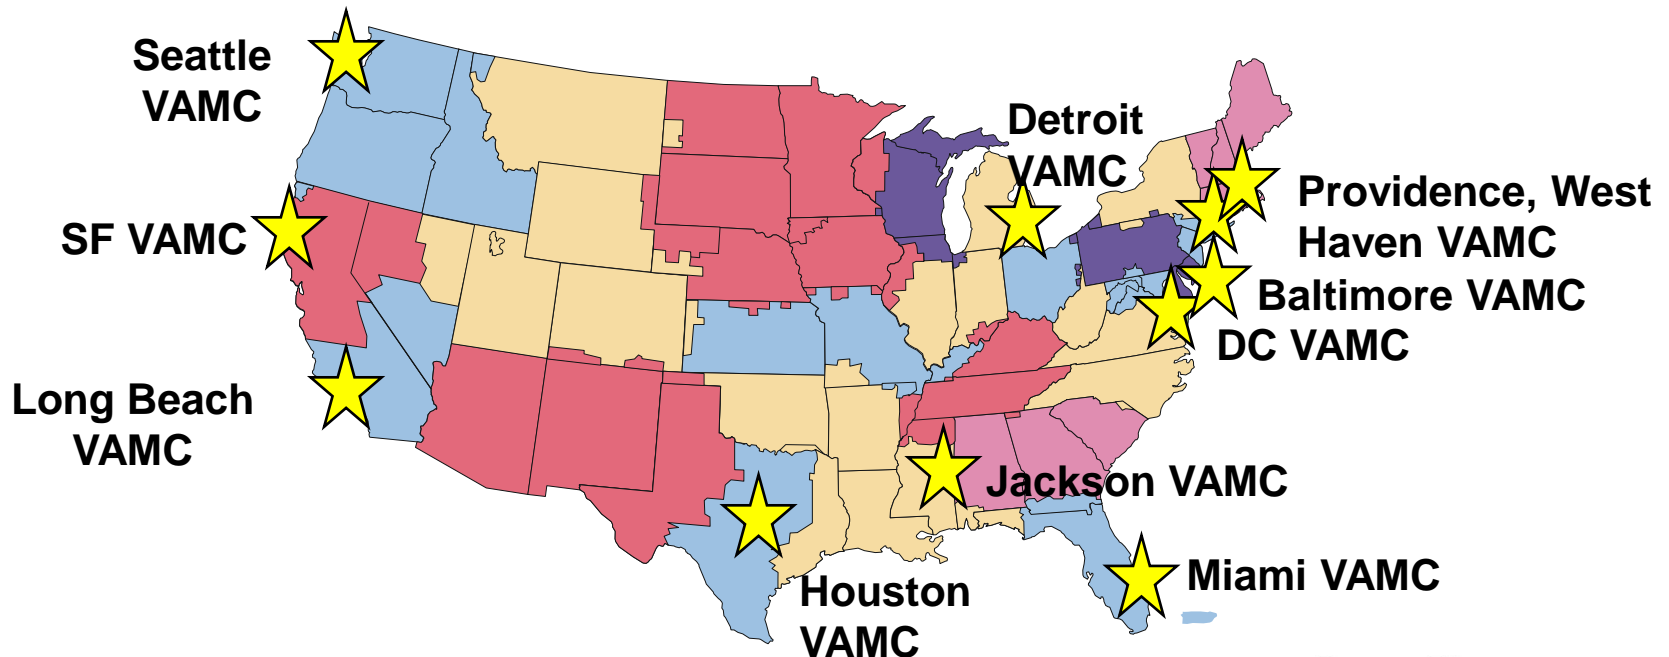 Seattle
VAMC
SF VAMC
Long Beach
VAMC
Detroit
VAMC
Providence, West
Haven VAMC
Baltimore VAMC
DC VAMC
Jackson VAMC
Miami VAMC
Houston
VAMC